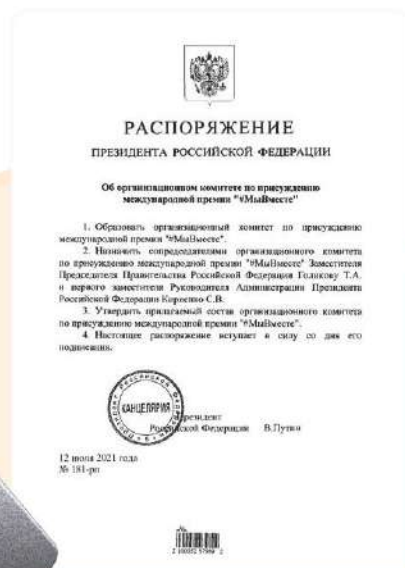 РАСПОРЯЖЕНИЕ
ПРЕЗИДЕНТА РОССИЙСКОЙ ФЕДЕРАЦИИ
Об организационном комитете по присуждению
международной премии "#МыВместе"
1. Образовать организационный комитет по присуждению
международной премии "#МыВместе".
2. Назначить сопредседателями организационного комитета
по присуждению международной премии "#МыВместе" Заместителя
Председателя Правительства Российской Федерации Голикову Т.А.
и первого заместителя Руководителя Администрации Президента
Российской Федерации Кириенко С.В.
3. Утвердить прилагаемый состав организационного комитета
по присуждению международной премии "#МыВместе".
4. Настоящее распоряжение вступает в силу со дня его
подписания.
КАНЦЕЛЯРИЯ
Президент
Российской Федерации В.Путин
12 июля 2021 года
№ 181-рп